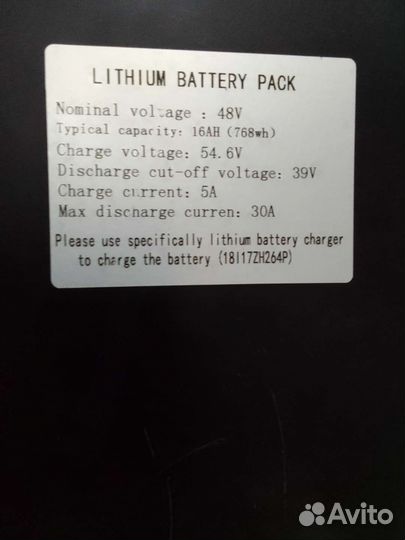 LITHIUM BATTERY PACK
Nominal voltage : 48V
Typical capacity: 16AH (768wh)
Charge voltage: 54.6V
Discharge cut-off voltage: 39V
Charge current: 5A
Max discharge curren: 30A
Please use specifically lithium battery charger
to charge the battery (18I17ZH264P)
Avito